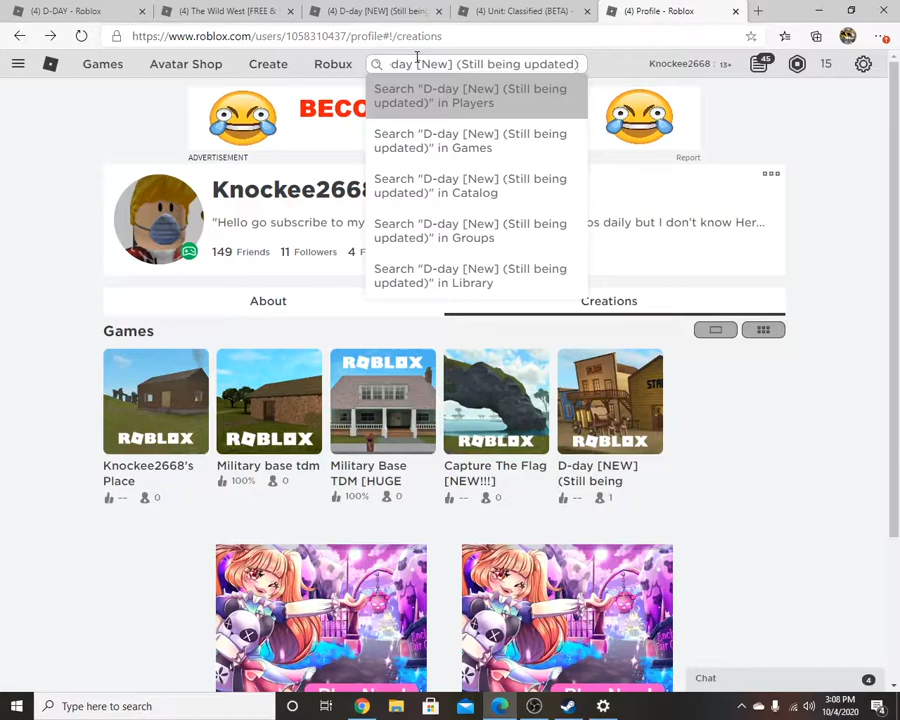 (4) D-DAY - Roblox
(4) The Wild West [FREE &
(4) D-day [NEW] (Still being
(4) Unit: Classified (BETA) -
(4) Profile - Roblox
https://www.roblox.com/users/1058310437/profile#!/creations
Games Avatar Shop Create Robux
day [New] (Still being updated)
Knockee2668 : 13+ 45 15
Search "D-day [New] (Still being
updated)" in Players
Search "D-day [New] (Still being
updated)" in Games
Search "D-day [New] (Still being
updated)" in Catalog
Search "D-day [New] (Still being
updated)" in Groups
Search "D-day [New] (Still being
updated)" in Library
BECO
ADVERTISEMENT
Report
Knockee2668
"Hello go subscribe to my
os daily but I don't know Her...
149 Friends 11 Followers 4 F
About
Creations
Games
ROBLOX
ROBLOX
ROBLOX
ROBLOX
ROBLOX
STAB
Knockee2668's
Place
-- 0
Military base tdm
100% 0
Military Base
TDM [HUGE
100% 0
Capture The Flag
[NEW!!!]
-- 0
D-day [NEW]
(Still being
-- 1
Chat 4
Type here to search
3:08 PM
10/4/2020
4